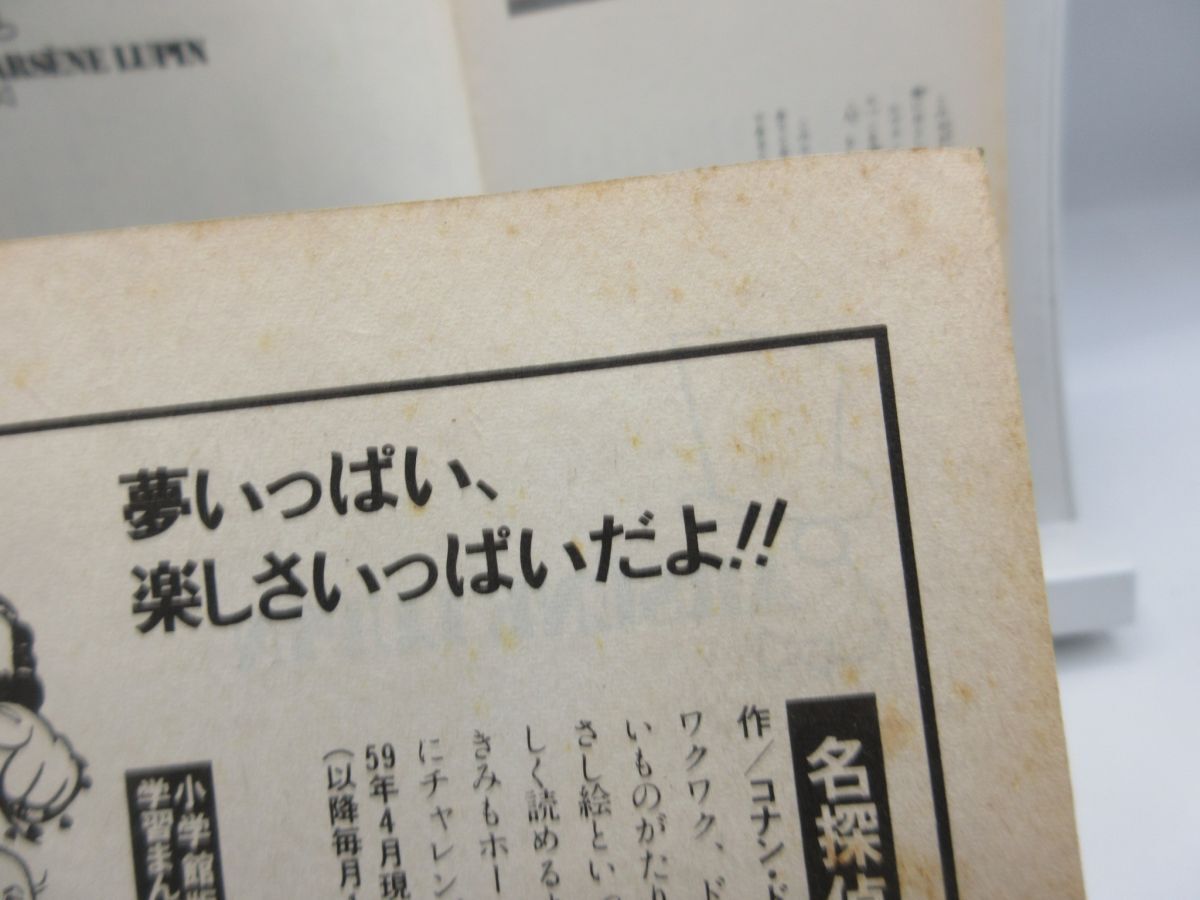 ARSÈNE LUPIN
夢いっぱい、
楽しさいっぱいだよ!!
名探偵
作／コナン・ド
ワクワク、ド
いものがたり
さし絵といっ
しく読める
きみもホー
にチャレン
59年4月現
(以降毎月
小学館
学習まん